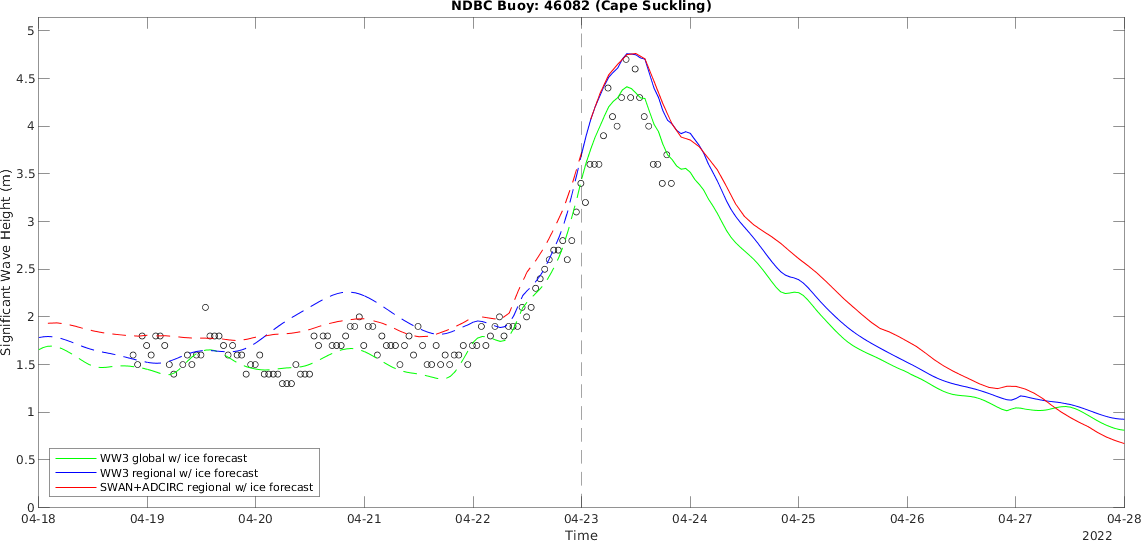 NDBC Buoy: 46082 (Cape Suckling)
5
4.5
4
3.5
3
2.5
2
1.5
1
0.5
0
Significant Wave Height (m)
WW3 global w/ ice forecast
WW3 regional w/ ice forecast
SWAN+ADCIRC regional w/ ice forecast
04-18 04-19 04-20 04-21 04-22 04-23 04-24 04-25 04-26 04-27 04-28
Time
2022